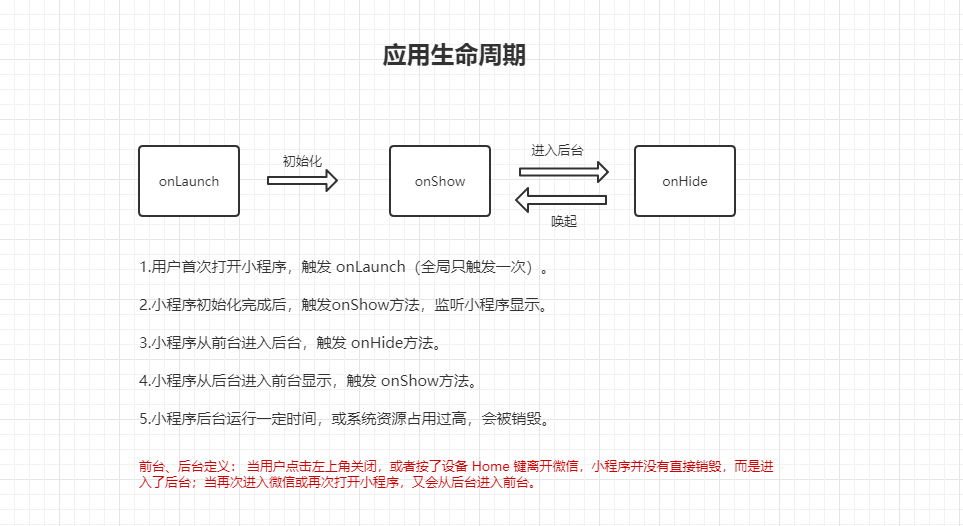 应用生命周期
初始化
进入后台
onLaunch
onShow
onHide
唤起
1.用户首次打开小程序，触发 onLaunch（全局只触发一次）。
2.小程序初始化完成后，触发onShow方法，监听小程序显示。
3.小程序从前台进入后台，触发 onHide方法。
4.小程序从后台进入前台显示，触发 onShow方法。
5.小程序后台运行一定时间，或系统资源占用过高，会被销毁。
前台、后台定义： 当用户点击左上角关闭，或者按了设备 Home 键离开微信，小程序并没有直接销毁，而是进
入了后台；当再次进入微信或再次打开小程序，又会从后台进入前台。